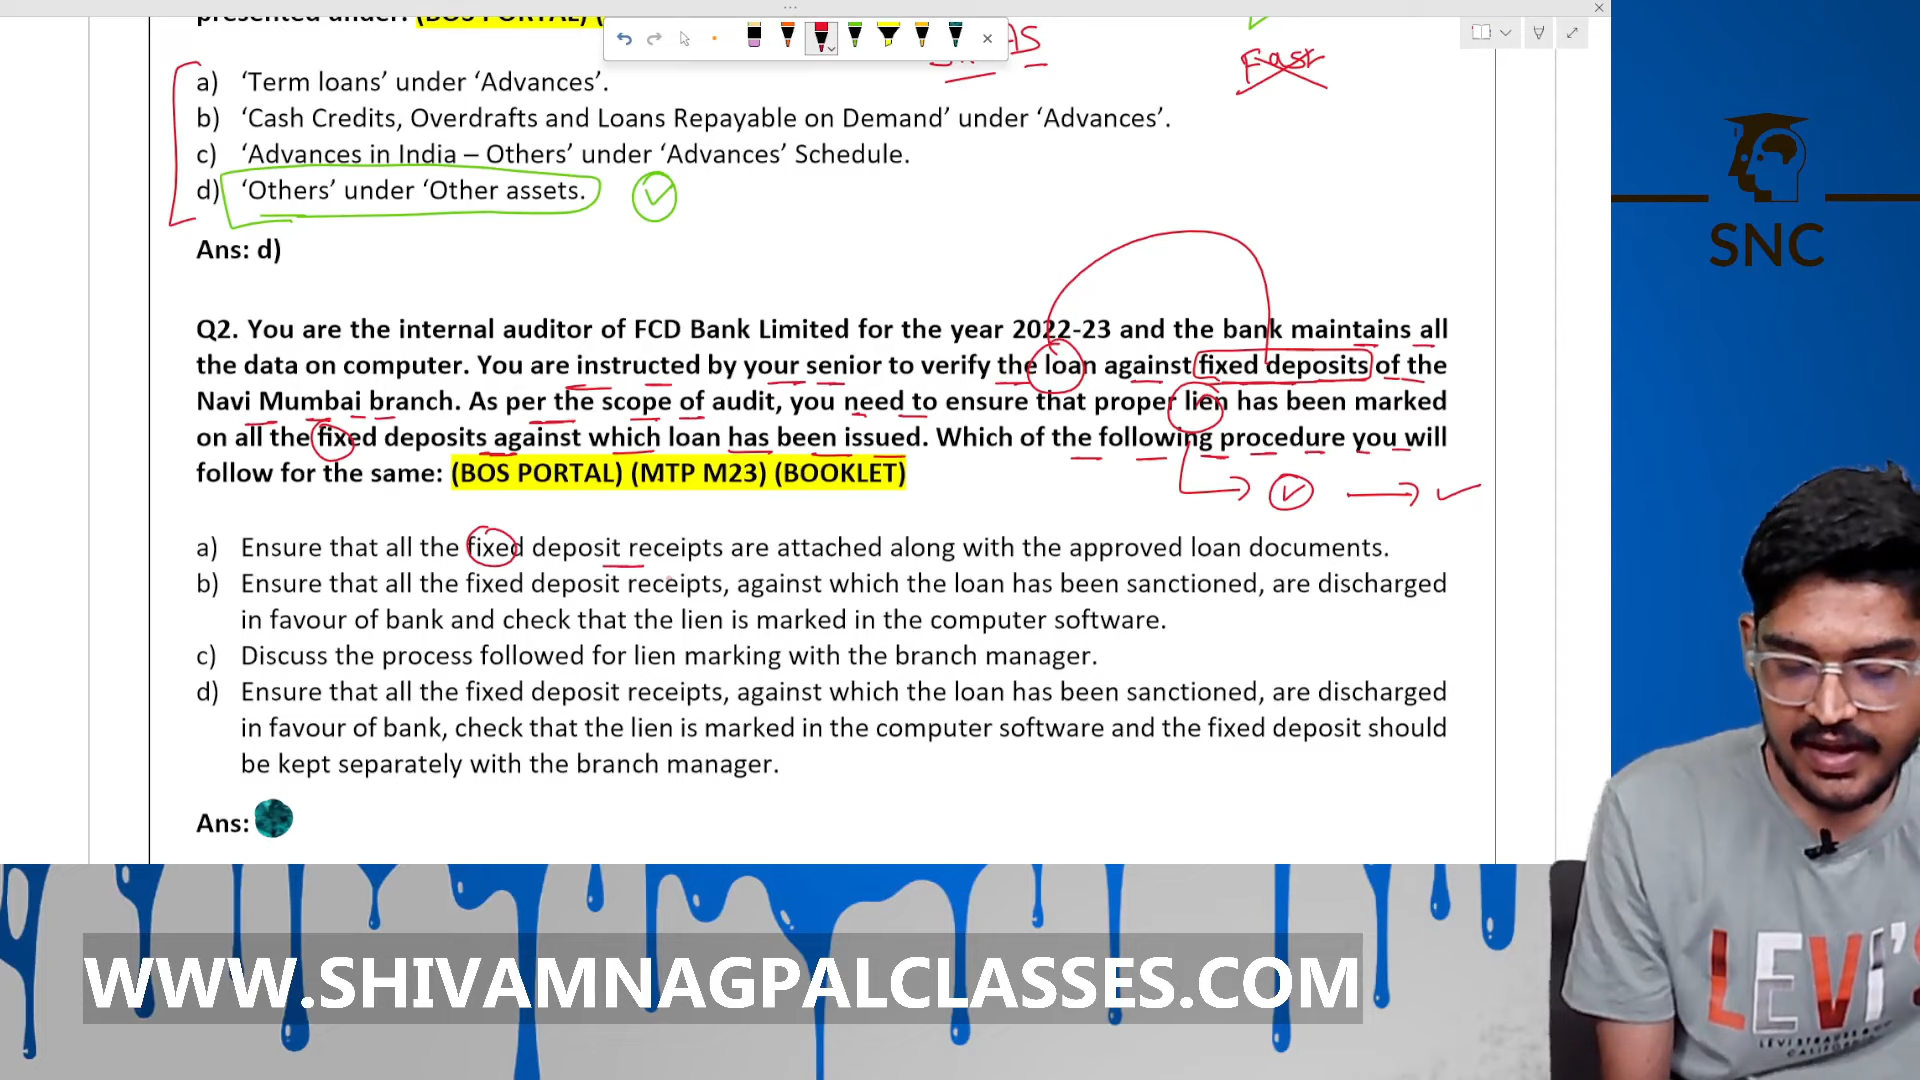 presented under: (BOS PORTAL) (
AS
Fast
a) ‘Term loans’ under ‘Advances’.
b) ‘Cash Credits, Overdrafts and Loans Repayable on Demand’ under ‘Advances’.
c) ‘Advances in India – Others’ under ‘Advances’ Schedule.
d) ‘Others’ under ‘Other assets.
Ans: d)
SNC
Q2. You are the internal auditor of FCD Bank Limited for the year 2022-23 and the bank maintains all
the data on computer. You are instructed by your senior to verify the loan against fixed deposits of the
Navi Mumbai branch. As per the scope of audit, you need to ensure that proper lien has been marked
on all the fixed deposits against which loan has been issued. Which of the following procedure you will
follow for the same: (BOS PORTAL) (MTP M23) (BOOKLET)
a) Ensure that all the fixed deposit receipts are attached along with the approved loan documents.
b) Ensure that all the fixed deposit receipts, against which the loan has been sanctioned, are discharged
in favour of bank and check that the lien is marked in the computer software.
c) Discuss the process followed for lien marking with the branch manager.
d) Ensure that all the fixed deposit receipts, against which the loan has been sanctioned, are discharged
in favour of bank, check that the lien is marked in the computer software and the fixed deposit should
be kept separately with the branch manager.
Ans:
WWW.SHIVAMNAGPALCLASSES.COM
LEVI'S